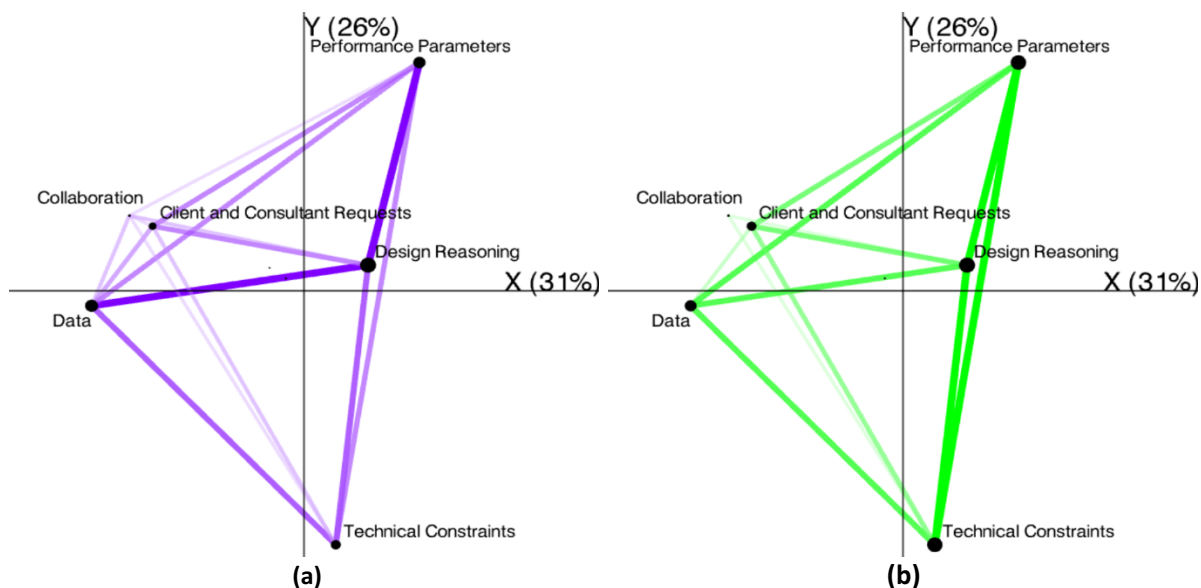 Y (26%)
Performance Parameters
Collaboration
Client and Consultant Requests
Design Reasoning
X (31%)
Data
Technical Constraints
(a)
Y (26%)
Performance Parameters
Collaboration
Client and Consultant Requests
Design Reasoning
X (31%)
Data
Technical Constraints
(b)